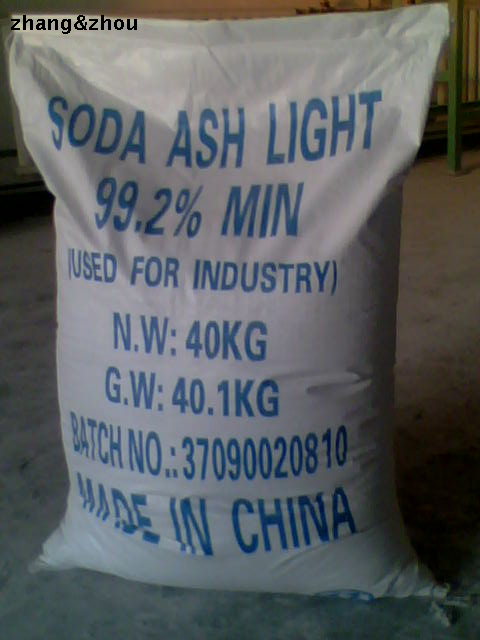 zhang&zhou
SODA ASH LIGHT
99.2% MIN
(USED FOR INDUSTRY)
N.W: 40KG
G.W: 40.1KG
BATCH NO.:37090020810
MADE IN CHINA